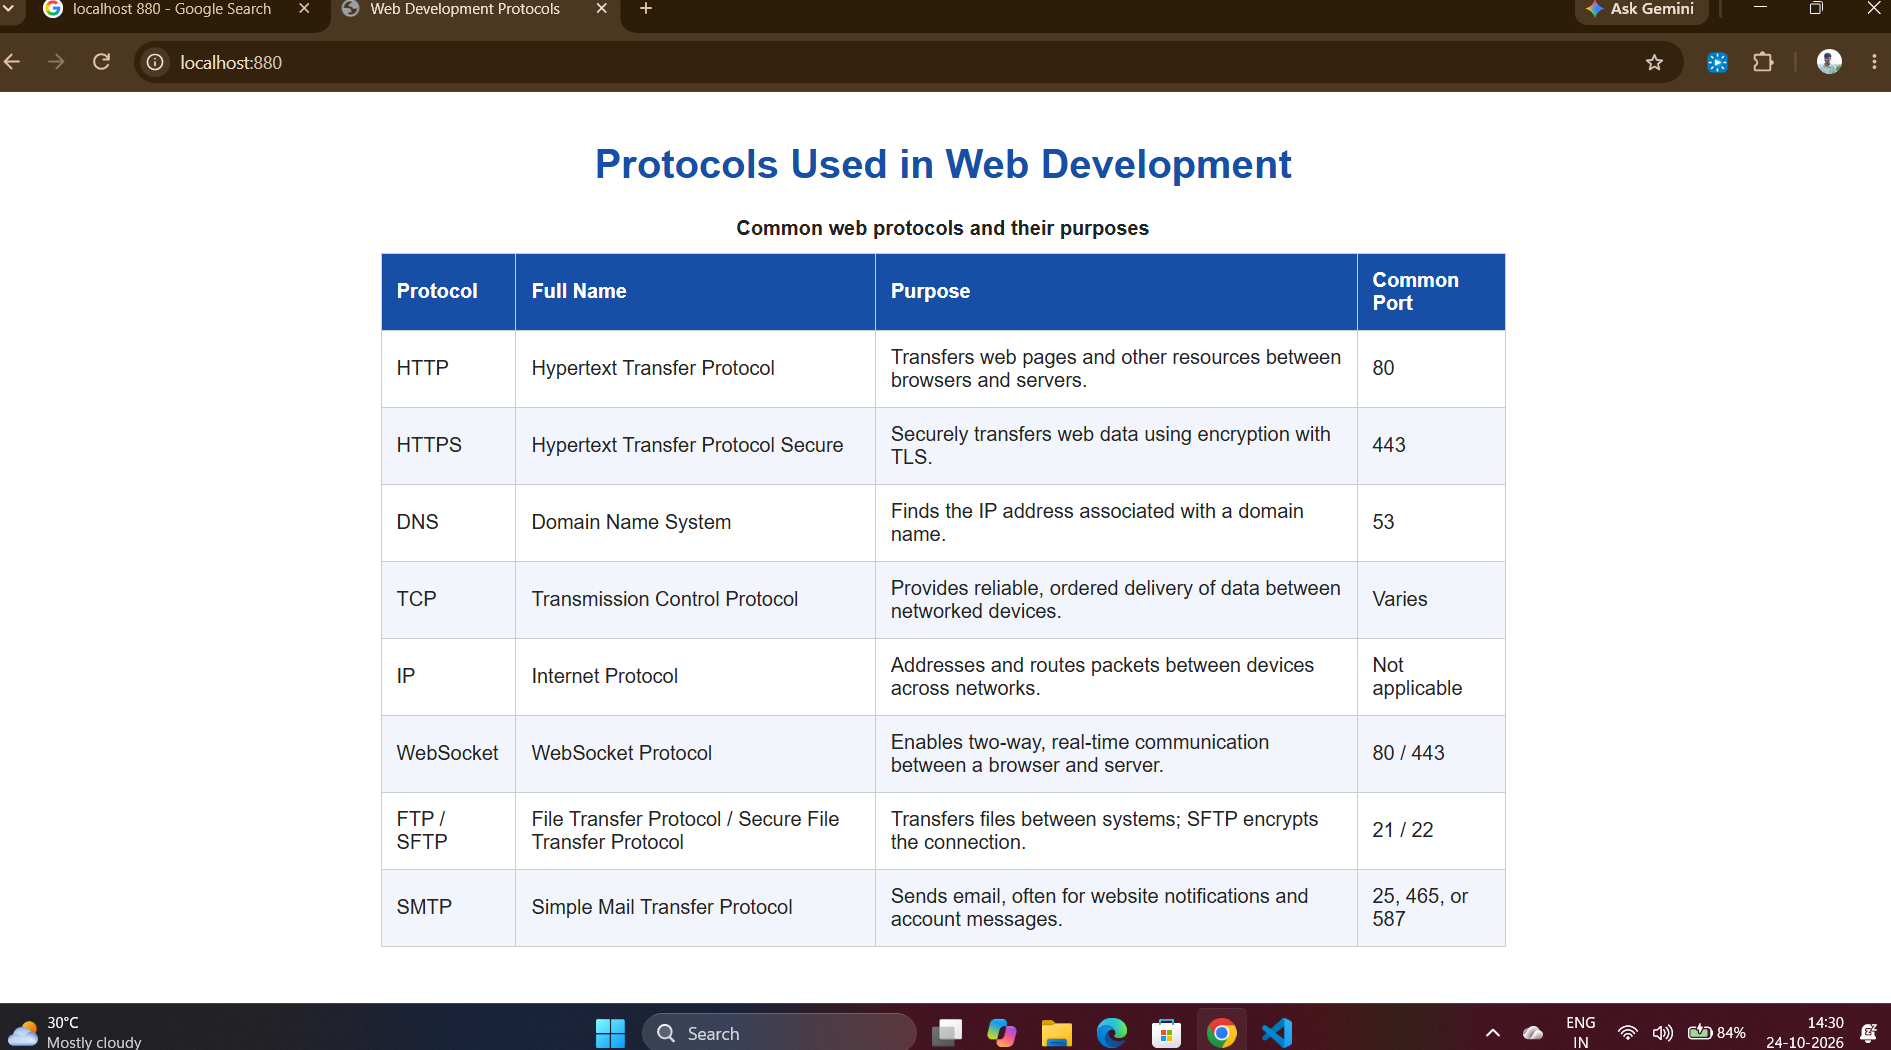 localhost 880 - Google Search
Web Development Protocols
Ask Gemini
localhost:880
Protocols Used in Web Development
Common web protocols and their purposes
Protocol
Full Name
Purpose
Common
Port
HTTP
Hypertext Transfer Protocol
Transfers web pages and other resources between
browsers and servers.
80
HTTPS
Hypertext Transfer Protocol Secure
Securely transfers web data using encryption with
TLS.
443
DNS
Domain Name System
Finds the IP address associated with a domain
name.
53
TCP
Transmission Control Protocol
Provides reliable, ordered delivery of data between
networked devices.
Varies
IP
Internet Protocol
Addresses and routes packets between devices
across networks.
Not
applicable
WebSocket
WebSocket Protocol
Enables two-way, real-time communication
between a browser and server.
80 / 443
FTP /
SFTP
File Transfer Protocol / Secure File
Transfer Protocol
Transfers files between systems; SFTP encrypts
the connection.
21 / 22
SMTP
Simple Mail Transfer Protocol
Sends email, often for website notifications and
account messages.
25, 465, or
587
30°C
Mostly cloudy
Search
ENG
IN
84%
14:30
24-10-2026